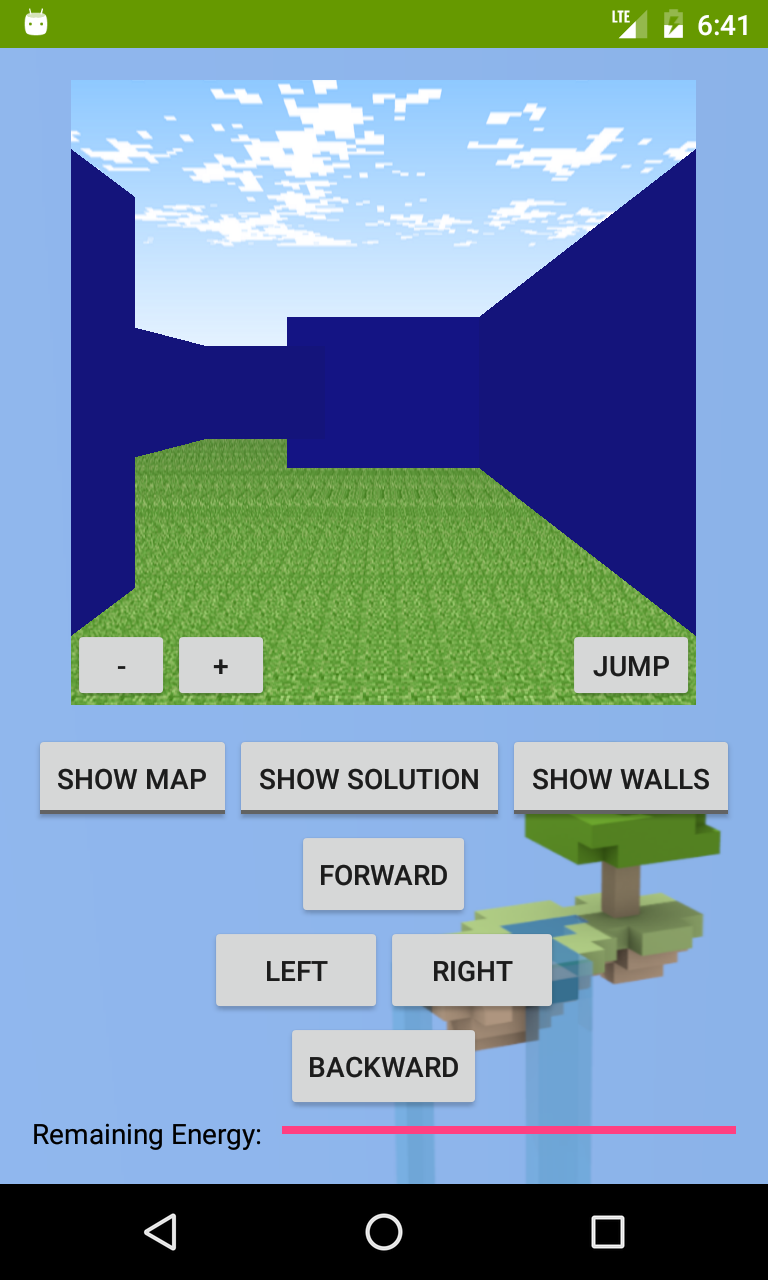 LTE 6:41
- + JUMP
SHOW MAP SHOW SOLUTION SHOW WALLS
FORWARD
LEFT RIGHT
BACKWARD
Remaining Energy: